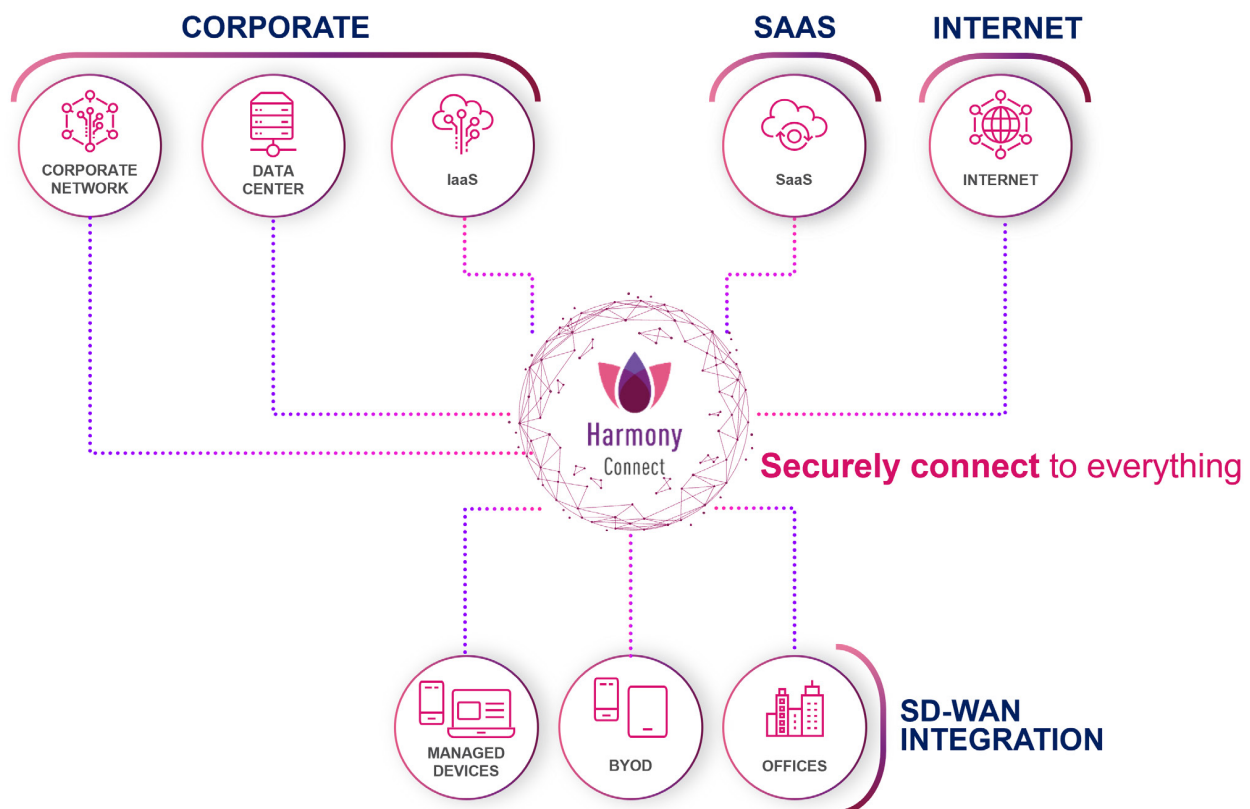 CORPORATE
SAAS
INTERNET
CORPORATE
NETWORK
DATA
CENTER
IaaS
SaaS
INTERNET
Harmony
Connect
Securely connect to everything
MANAGED
DEVICES
BYOD
OFFICES
SD-WAN
INTEGRATION